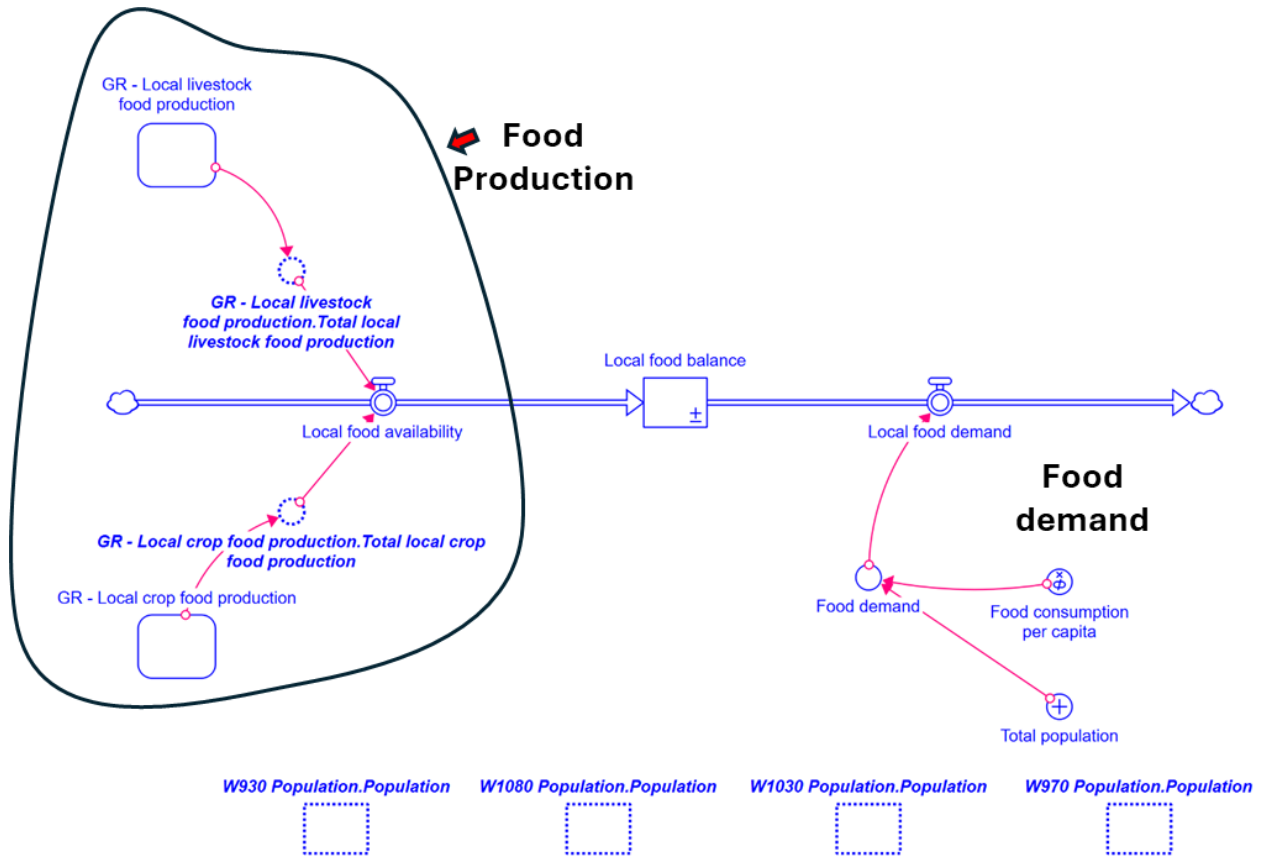 GR - Local livestock
food production
Food
Production
GR - Local livestock
food production.Total local
livestock food production
Local food balance
Local food availability
Local food demand
Food
demand
GR - Local crop food production.Total local crop
food production
GR - Local crop food production
Food demand
Food consumption
per capita
Total population
W930 Population.Population
W1080 Population.Population
W1030 Population.Population
W970 Population.Population